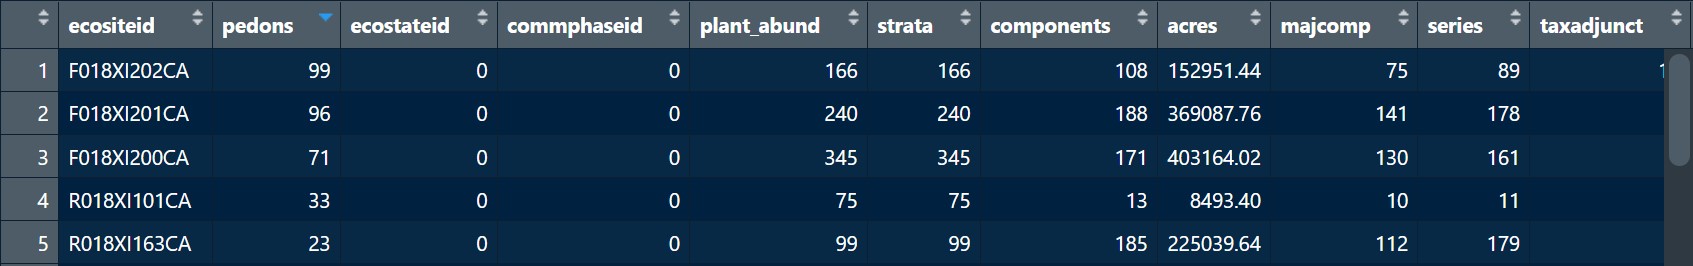 ecositeid pedons ecostateid commphaseid plant_abund strata components acres majcomp series taxadjunct
1 F018XI202CA 99 0 0 166 166 108 152951.44 75 89
2 F018XI201CA 96 0 0 240 240 188 369087.76 141 178
3 F018XI200CA 71 0 0 345 345 171 403164.02 130 161
4 R018XI101CA 33 0 0 75 75 13 8493.40 10 11
5 R018XI163CA 23 0 0 99 99 185 225039.64 112 179